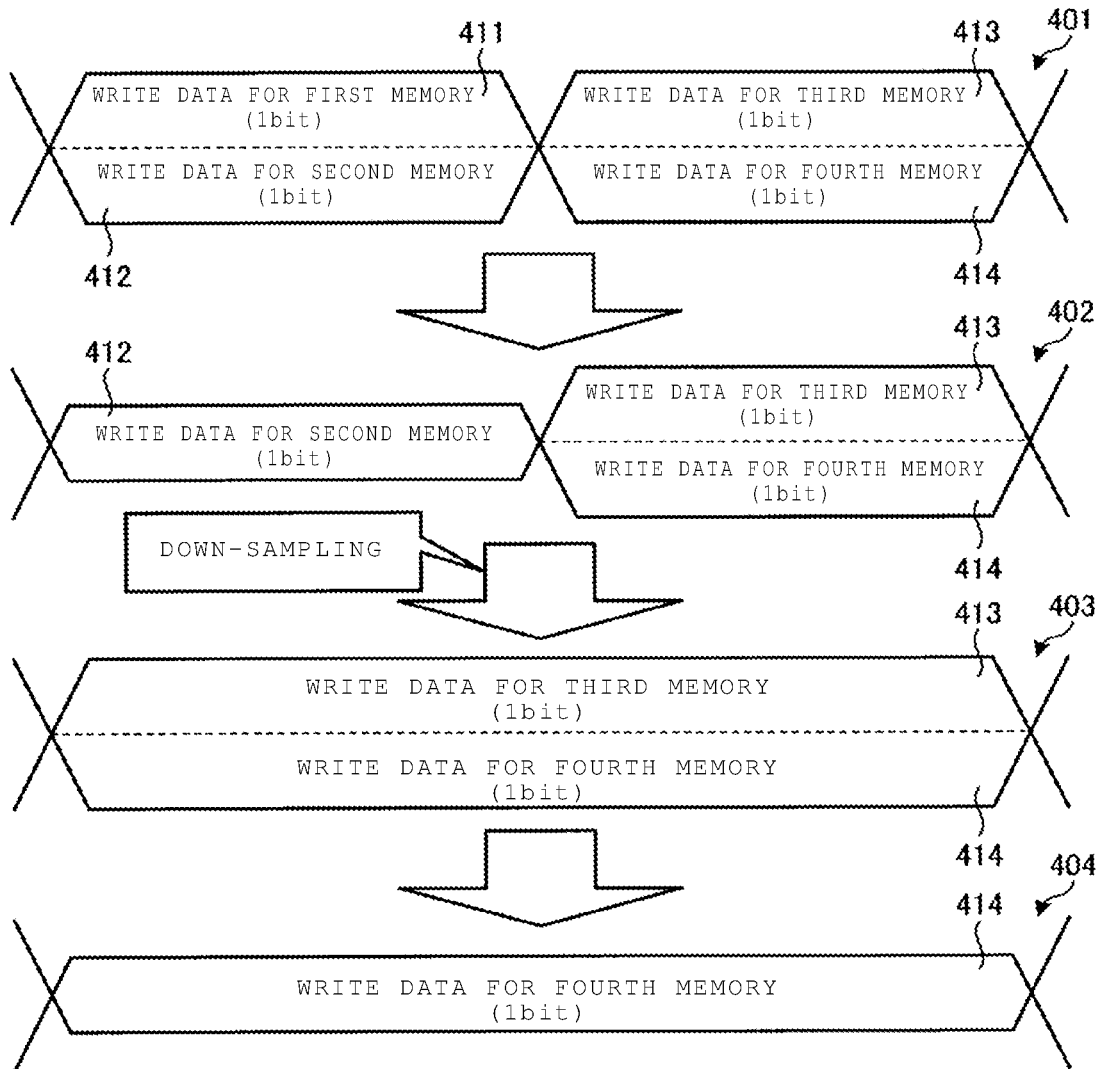 411
413
401
WRITE DATA FOR FIRST MEMORY
(1bit)
WRITE DATA FOR THIRD MEMORY
(1bit)
WRITE DATA FOR SECOND MEMORY
(1bit)
WRITE DATA FOR FOURTH MEMORY
(1bit)
412
414
412
413
402
WRITE DATA FOR SECOND MEMORY
(1bit)
WRITE DATA FOR THIRD MEMORY
(1bit)
WRITE DATA FOR FOURTH MEMORY
(1bit)
DOWN-SAMPLING
414
413
403
WRITE DATA FOR THIRD MEMORY
(1bit)
WRITE DATA FOR FOURTH MEMORY
(1bit)
414
414
404
WRITE DATA FOR FOURTH MEMORY
(1bit)